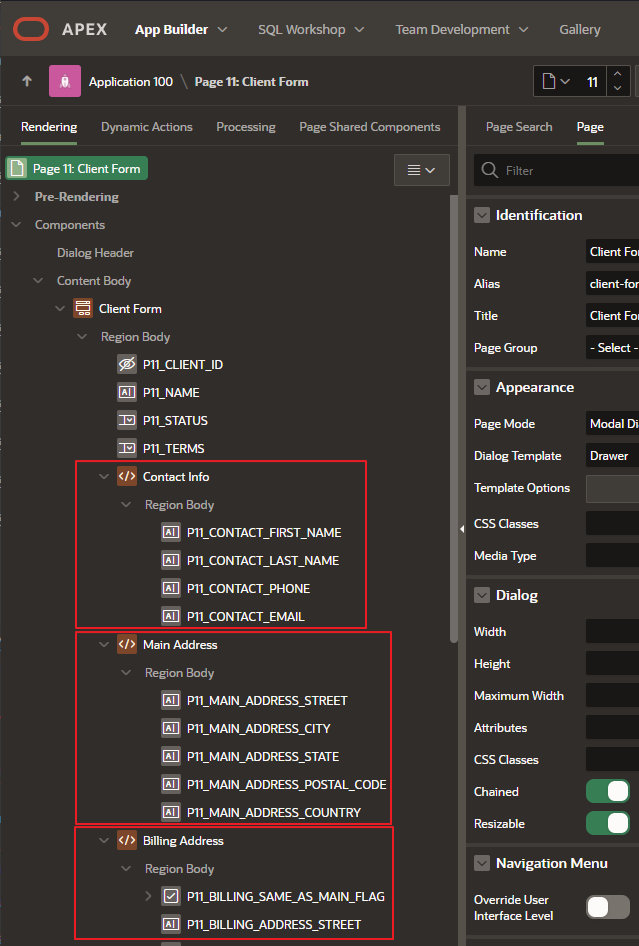 APEX App Builder SQL Workshop Team Development Gallery
Application 100 \ Page 11: Client Form 11
Rendering Dynamic Actions Processing Page Shared Components Page Search Page
Page 11: Client Form
Filter
Pre-Rendering
Components
Dialog Header
Content Body
Client Form
Region Body
P11_CLIENT_ID
P11_NAME
P11_STATUS
P11_TERMS
Contact Info
Region Body
P11_CONTACT_FIRST_NAME
P11_CONTACT_LAST_NAME
P11_CONTACT_PHONE
P11_CONTACT_EMAIL
Main Address
Region Body
P11_MAIN_ADDRESS_STREET
P11_MAIN_ADDRESS_CITY
P11_MAIN_ADDRESS_STATE
P11_MAIN_ADDRESS_POSTAL_CODE
P11_MAIN_ADDRESS_COUNTRY
Billing Address
Region Body
P11_BILLING_SAME_AS_MAIN_FLAG
P11_BILLING_ADDRESS_STREET
Identification
Name Client Fo
Alias client-for
Title Client Fo
Page Group - Select -
Appearance
Page Mode Modal Di
Dialog Template Drawer
Template Options
CSS Classes
Media Type
Dialog
Width
Height
Maximum Width
Attributes
CSS Classes
Chained
Resizable
Navigation Menu
Override User
Interface Level